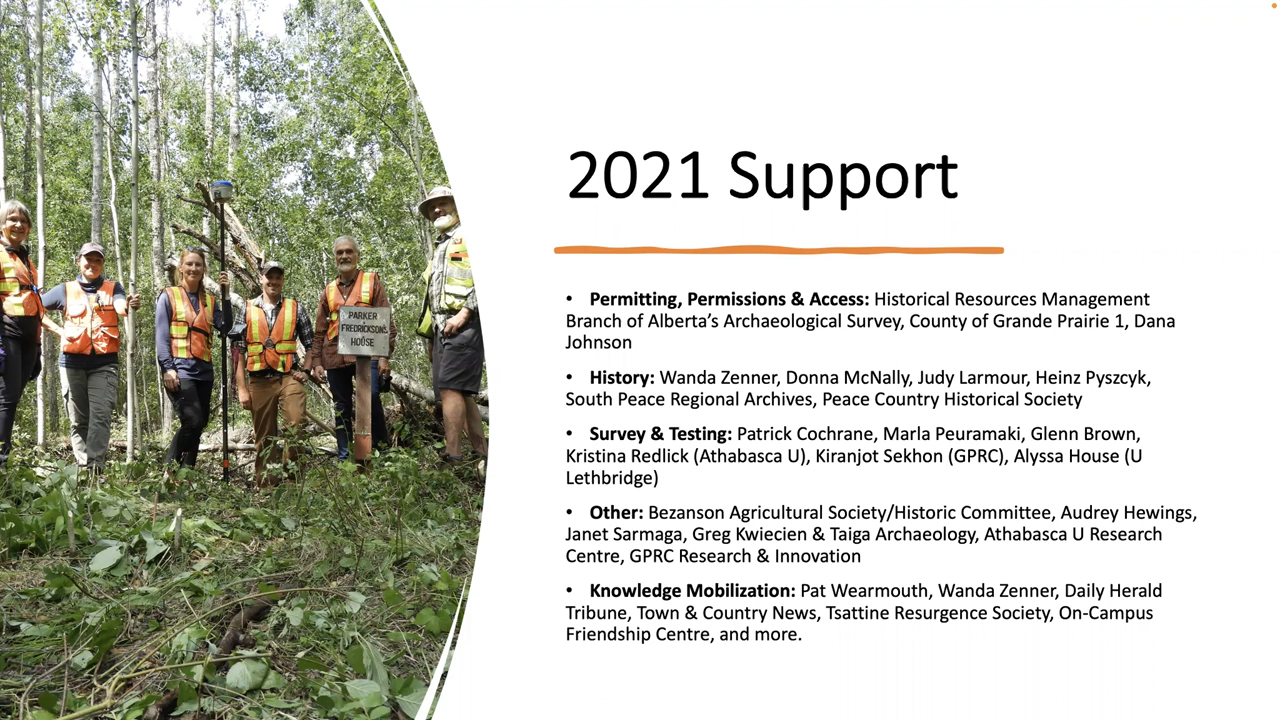 PARKER
FREDRICKSONS
HOUSE
2021 Support
• Permitting, Permissions & Access: Historical Resources Management
Branch of Alberta’s Archaeological Survey, County of Grande Prairie 1, Dana
Johnson
• History: Wanda Zenner, Donna McNally, Judy Larmour, Heinz Pyszcyk,
South Peace Regional Archives, Peace Country Historical Society
• Survey & Testing: Patrick Cochrane, Marla Peuramaki, Glenn Brown,
Kristina Redlick (Athabasca U), Kiranjot Sekhon (GPRC), Alyssa House (U
Lethbridge)
• Other: Bezanson Agricultural Society/Historic Committee, Audrey Hewings,
Janet Sarmaga, Greg Kwiecien & Taiga Archaeology, Athabasca U Research
Centre, GPRC Research & Innovation
• Knowledge Mobilization: Pat Wearmouth, Wanda Zenner, Daily Herald
Tribune, Town & Country News, Tsattine Resurgence Society, On-Campus
Friendship Centre, and more.